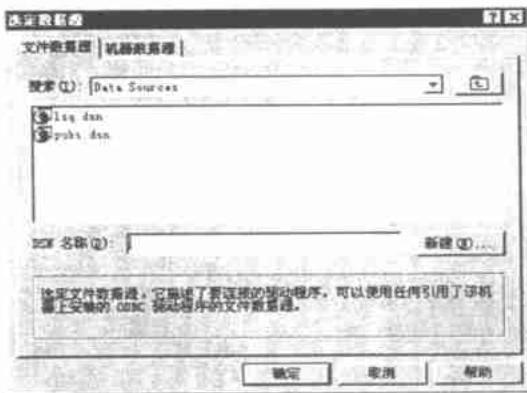 选定数据源
文件数据源 机器数据源
搜索(I): Data Sources
lsq.dsn
pubs.dsn
DSN 名称(D):
新建(N)...
选定文件数据源，它描述了要连接的驱动程序。可以使用任何引用了该机
器上安装的 ODBC 驱动程序的文件数据源。
确定 取消 帮助